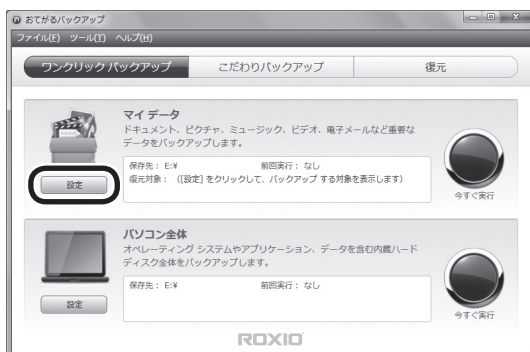 おてがるバックアップ
ファイル(F) ツール(T) ヘルプ(H)
ワンクリックバックアップ こだわりバックアップ 復元
マイ データ
ドキュメント、ピクチャ、ミュージック、ビデオ、電子メールなど重要な
データをバックアップします。
保存先： E:¥ 前回実行： なし
復元対象： （[設定] をクリックして、バックアップ する対象を表示します）
設定
今すぐ実行
パソコン全体
オペレーティング システムやアプリケーション、データを含む内蔵ハード
ディスク全体をバックアップします。
保存先： E:¥ 前回実行： なし
設定
今すぐ実行
ROXIO